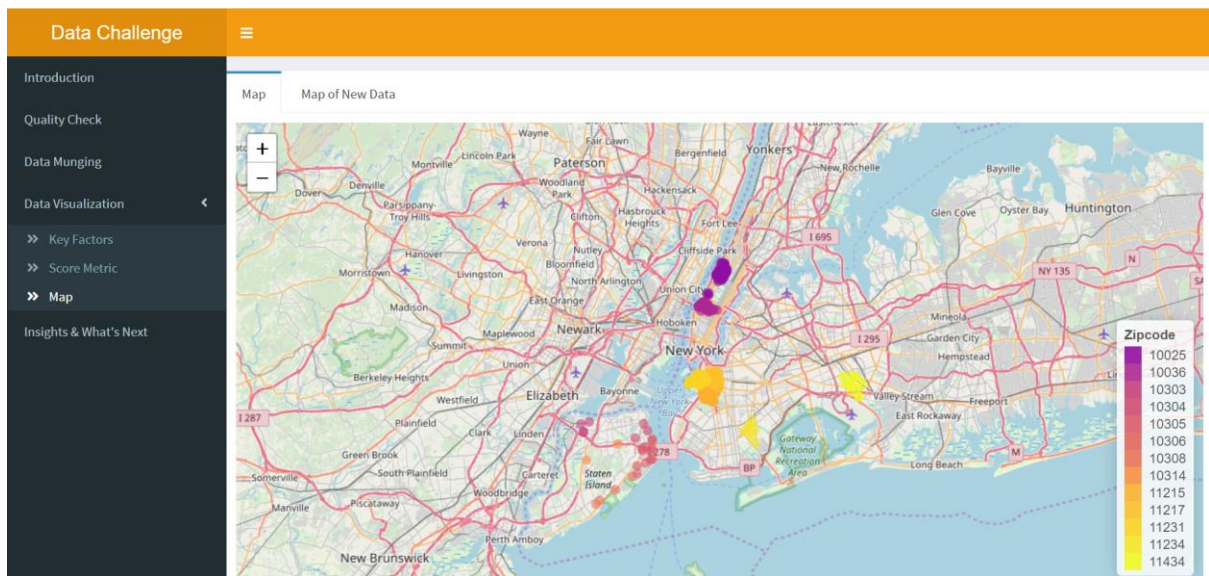 Data Challenge
Introduction
Quality Check
Data Munging
Data Visualization
Key Factors
Score Metric
Map
Insights & What's Next
Map Map of New Data
+
−
Wayne
Fair Lawn
Yonkers
Bergenfield
Lincoln Park
Montville
Paterson
New Rochelle
Bayville
Denville
Woodland
Park
Hackensack
Dover
Parsippany-
Troy Hills
Clifton
Hasbrouck
Heights
Fort Lee
Glen Cove
Oyster Bay
Huntington
I 695
Verona
Nutley
Cliffside Park
Hanover
Bloomfield
N
Morristown
Livingston
North Arlington
Union City
NY 135
East Orange
Madison
Maplewood
Newark
Hoboken
Mineola
Summit
New York
I 295
Garden City
Union
Hempstead
Berkeley Heights
Elizabeth
Bayonne
Upper
New York
Bay
Valley Stream
Freeport
Westfield
East Rockaway
I 287
Plainfield
Clark
Linden
278
Gateway
National
Recreation
Area
M
Green Brook
BP
Long Beach
Somerville
South Plainfield
Carteret
Staten
Island
Woodbridge
Manville
Piscataway
Perth Amboy
New Brunswick
Zipcode
10025
10036
10303
10304
10305
10306
10308
10314
11215
11217
11231
11234
11434